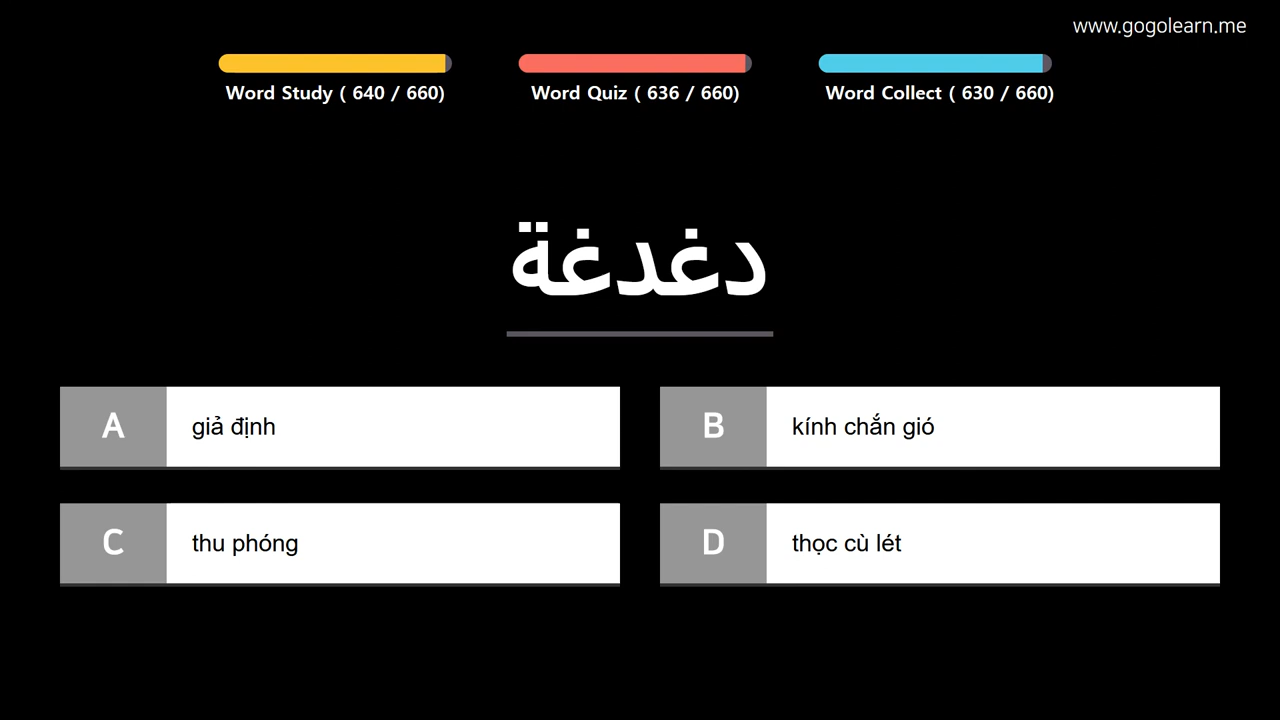 www.gogolearn.me
Word Study ( 640 / 660)
Word Quiz ( 636 / 660)
Word Collect ( 630 / 660)
دغدغة
A giả định
B kính chắn gió
C thu phóng
D thọc cù lét